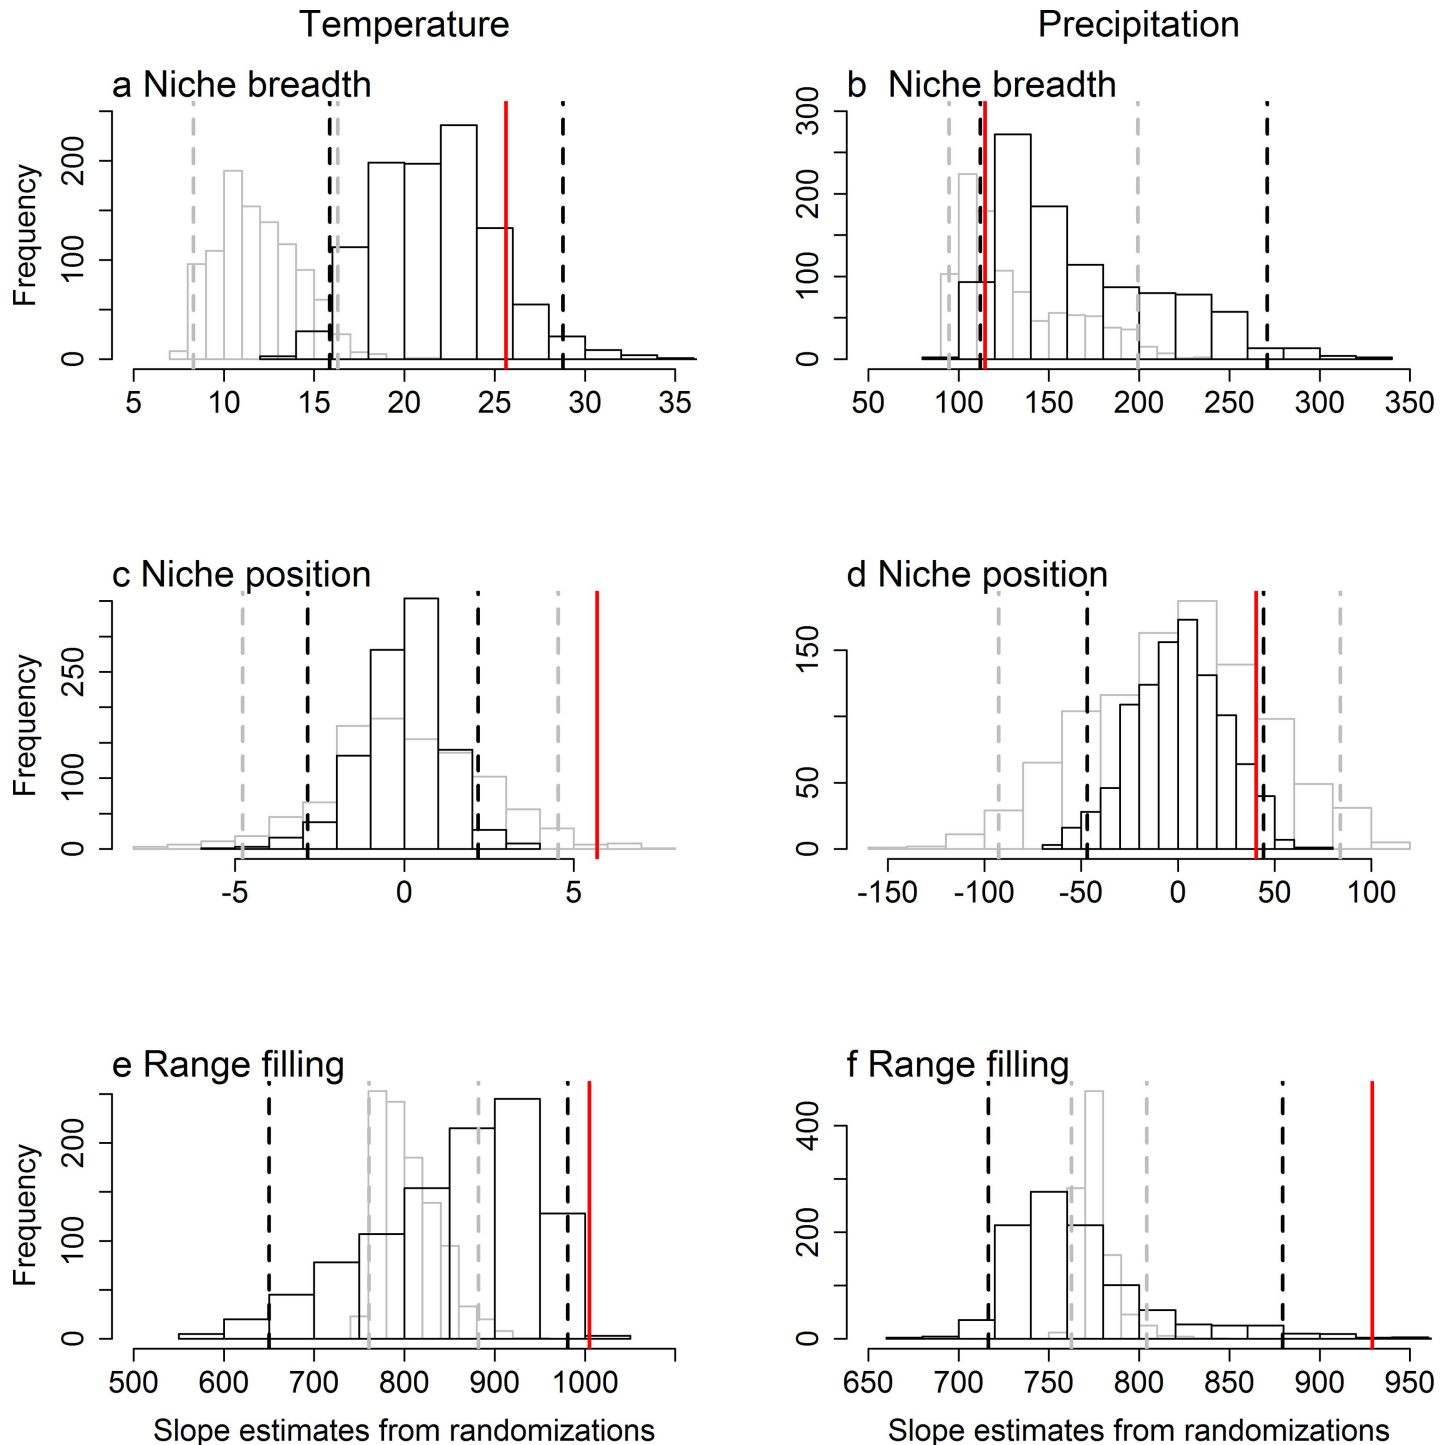 Temperature
Precipitation
a Niche breadth
b Niche breadth
Frequency
0 100 200
5 10 15 20 25 30 35
0 100 200 300
50 100 150 200 250 300 350
c Niche position
d Niche position
Frequency
0 100 250
-5 0 5
0 50 150
-150 -100 -50 0 50 100
e Range filling
f Range filling
Frequency
0 100 200
500 600 700 800 900 1000
0 200 400
650 700 750 800 850 900 950
Slope estimates from randomizations
Slope estimates from randomizations